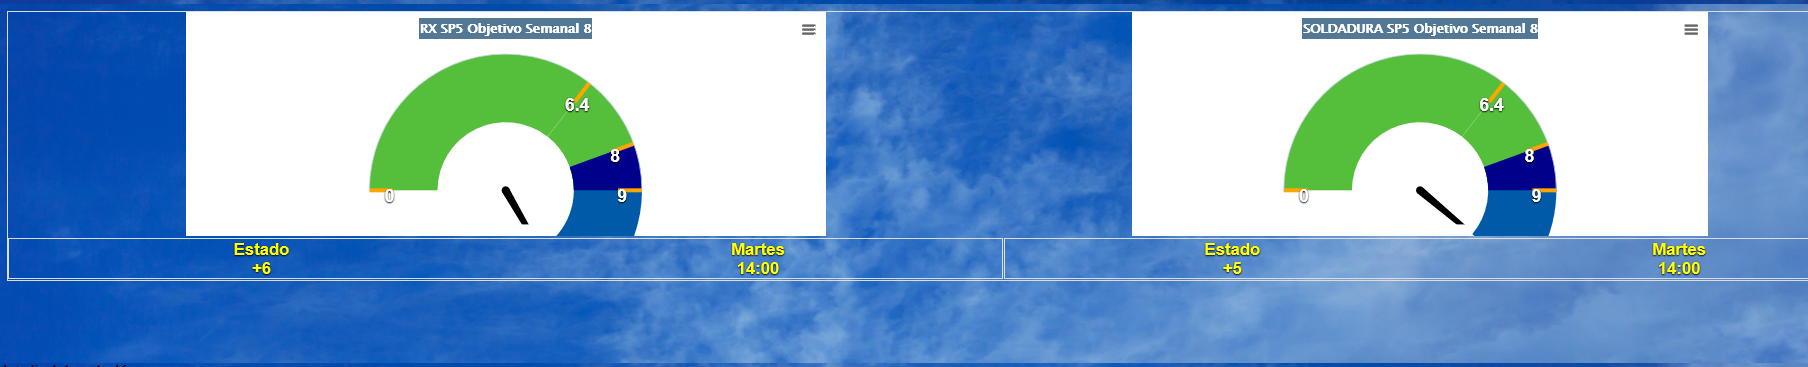 RX SP5 Objetivo Semanal 8
6.4
8
0
9
Estado
+6
Martes
14:00
SOLDADURA SP5 Objetivo Semanal 8
6.4
8
0
9
Estado
+5
Martes
14:00